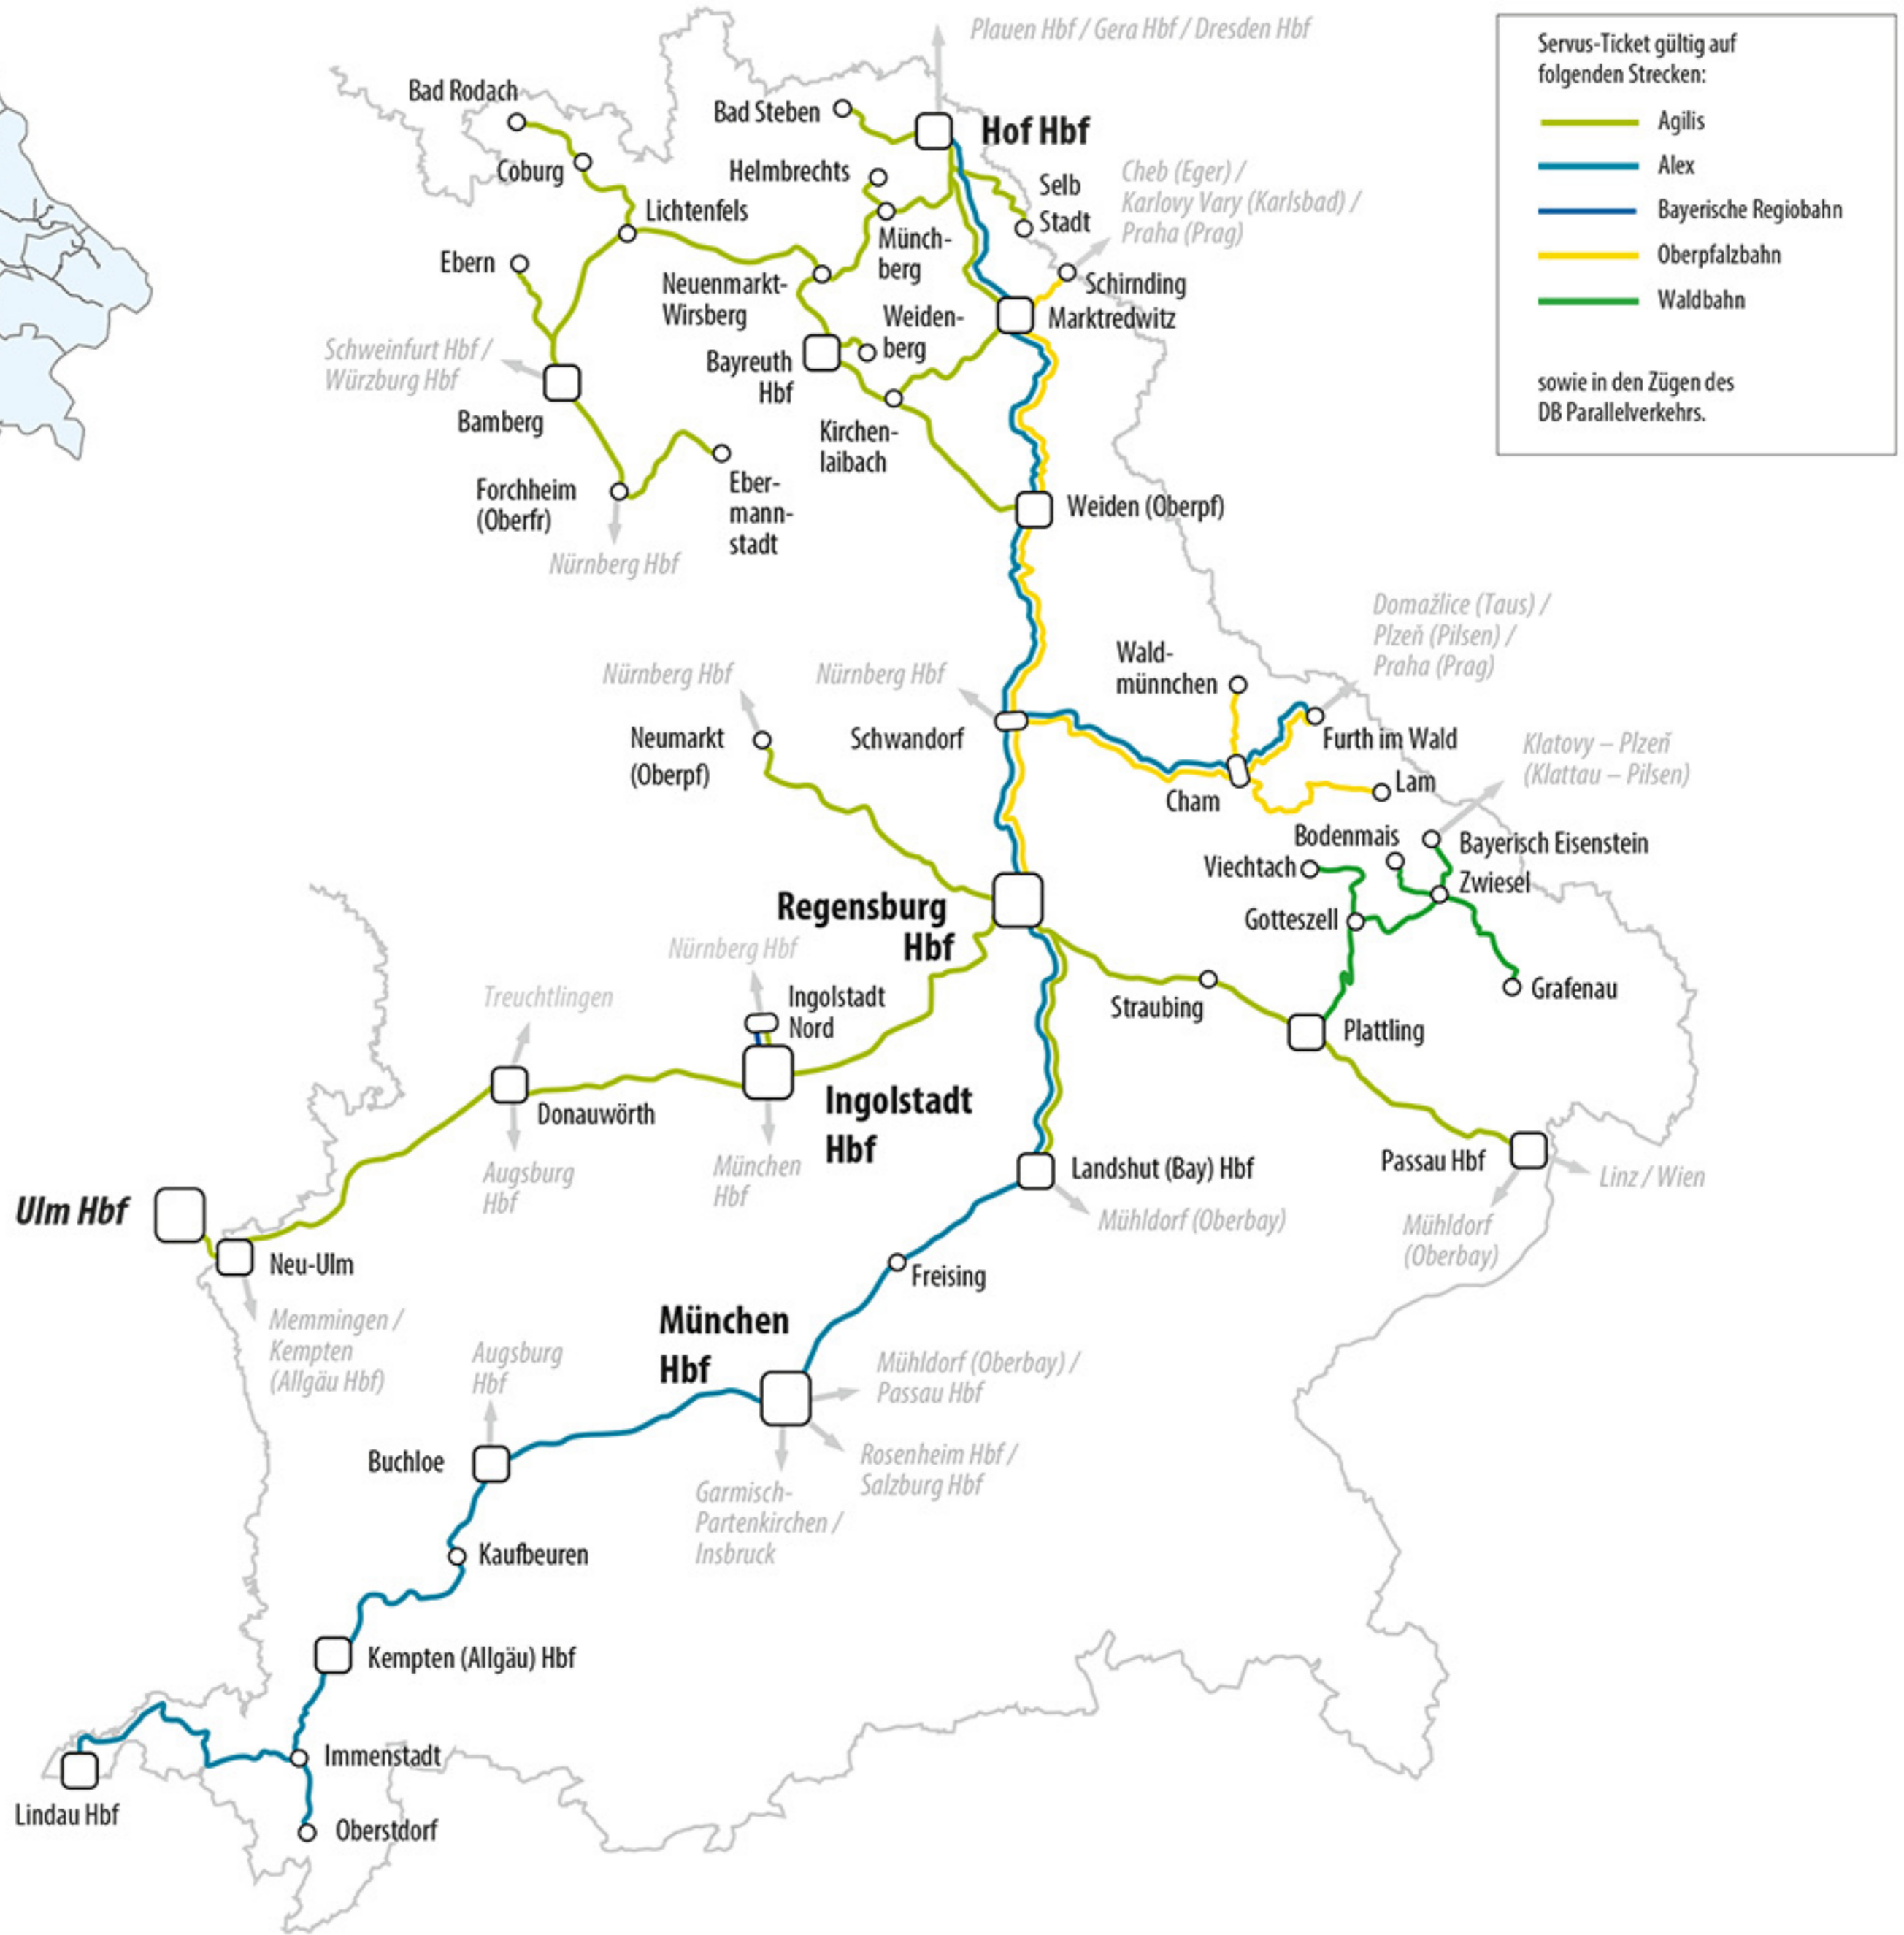 Plauen Hbf / Gera Hbf / Dresden Hbf
Servus-Ticket gültig auf
folgenden Strecken:
Agilis
Alex
Bayerische Regiobahn
Oberpfalzbahn
Waldbahn
sowie in den Zügen des
DB Parallelverkehrs.
Bad Rodach
Bad Steben
Hof Hbf
Coburg
Helmbrechts
Selb
Stadt
Cheb (Eger) /
Karlovy Vary (Karlsbad) /
Praha (Prag)
Lichtenfels
Münch-
berg
Ebern
Neuenmarkt-
Wirsberg
Schirnding
Weiden-
berg
Marktredwitz
Schweinfurt Hbf /
Würzburg Hbf
Bayreuth
Hbf
Bamberg
Kirchen-
laibach
Forchheim
(Oberfr)
Eber-
mann-
stadt
Weiden (Oberpf)
Nürnberg Hbf
Domažlice (Taus) /
Plzeň (Pilsen) /
Praha (Prag)
Nürnberg Hbf
Nürnberg Hbf
Wald-
münnchen
Neumarkt
(Oberpf)
Schwandorf
Furth im Wald
Klatovy – Plzeň
(Klattau – Pilsen)
Cham
Lam
Bodenmais
Bayerisch Eisenstein
Viechtach
Zwiesel
Regensburg
Hbf
Gotteszell
Nürnberg Hbf
Treuchtlingen
Ingolstadt
Nord
Straubing
Grafenau
Plattling
Donauwörth
Ingolstadt
Hbf
Augsburg
Hbf
München
Hbf
Landshut (Bay) Hbf
Passau Hbf
Linz / Wien
Mühldorf (Oberbay)
Mühldorf
(Oberbay)
Ulm Hbf
Neu-Ulm
Freising
Memmingen /
Kempten
(Allgäu Hbf)
München
Hbf
Augsburg
Hbf
Mühldorf (Oberbay) /
Passau Hbf
Buchloe
Rosenheim Hbf /
Salzburg Hbf
Garmisch-
Partenkirchen /
Insbruck
Kaufbeuren
Kempten (Allgäu) Hbf
Immenstadt
Lindau Hbf
Oberstdorf